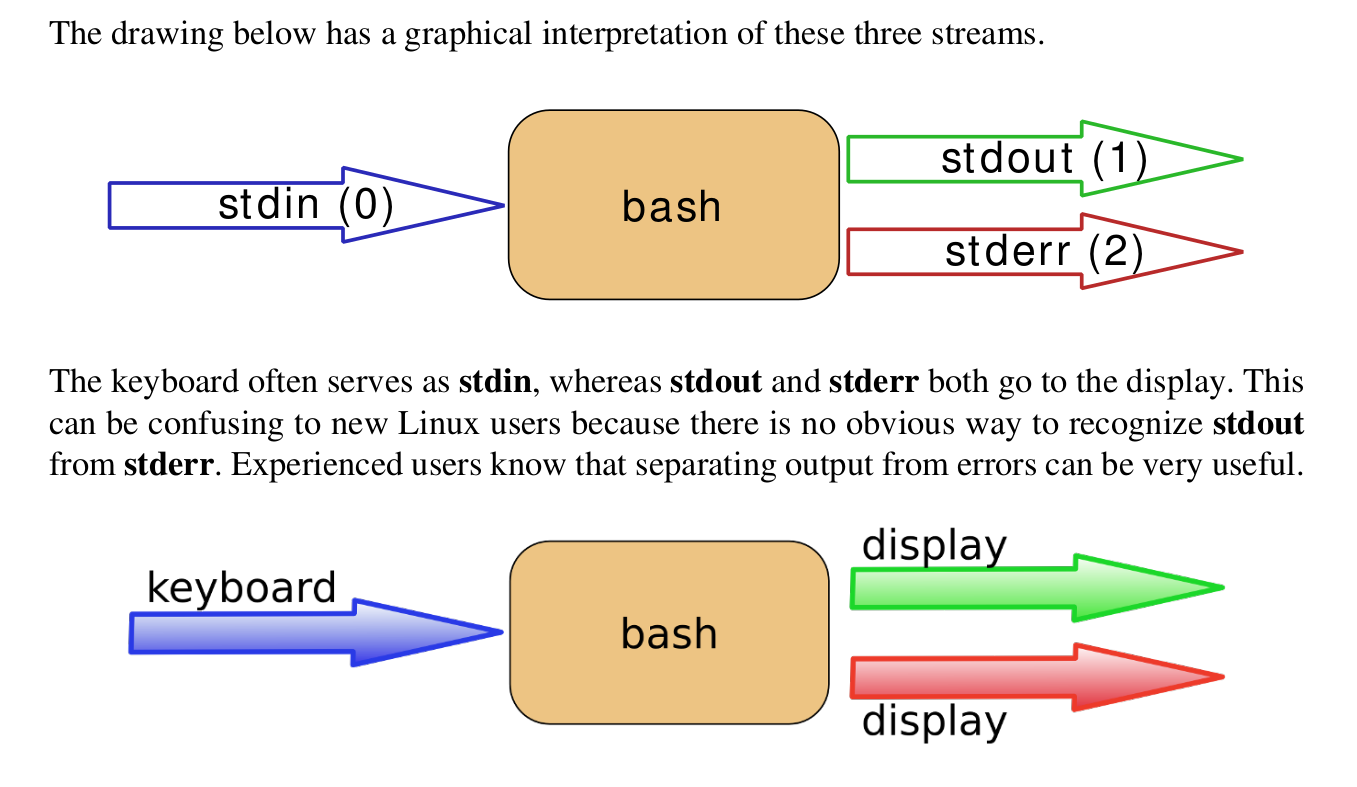 The drawing below has a graphical interpretation of these three streams.
stdin (0)
bash
stdout (1)
stderr (2)
The keyboard often serves as stdin, whereas stdout and stderr both go to the display. This
can be confusing to new Linux users because there is no obvious way to recognize stdout
from stderr. Experienced users know that separating output from errors can be very useful.
keyboard
bash
display
display